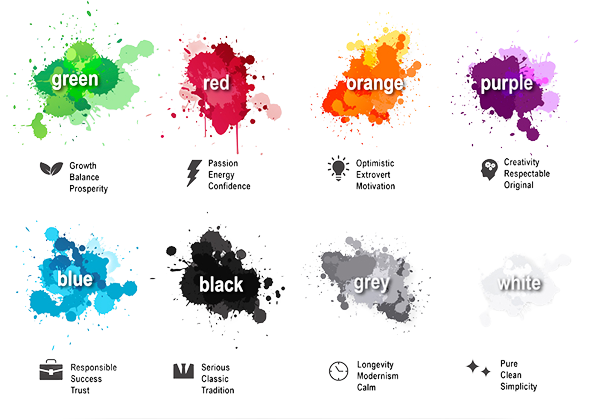 green
red
orange
purple
Growth
Balance
Prosperity
Passion
Energy
Confidence
Optimistic
Extrovert
Motivation
Creativity
Respectable
Original
blue
black
grey
white
Responsible
Success
Trust
Serious
Classic
Tradition
Longevity
Modernism
Calm
Pure
Clean
Simplicity